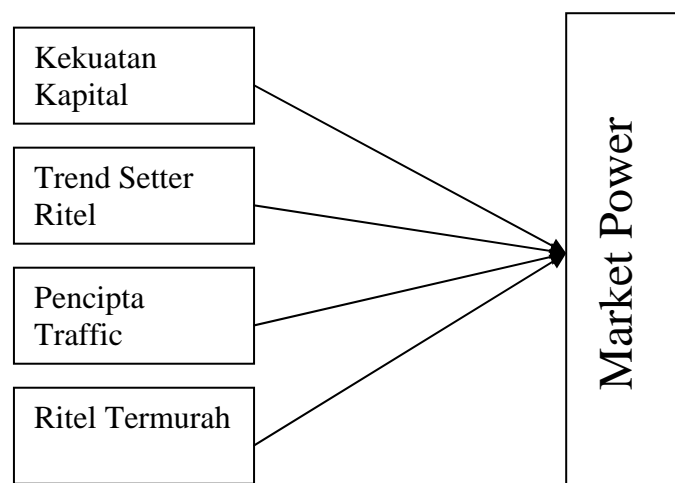 Kekuatan
Kapital
Trend Setter
Ritel
Pencipta
Traffic
Ritel Termurah
Market Power